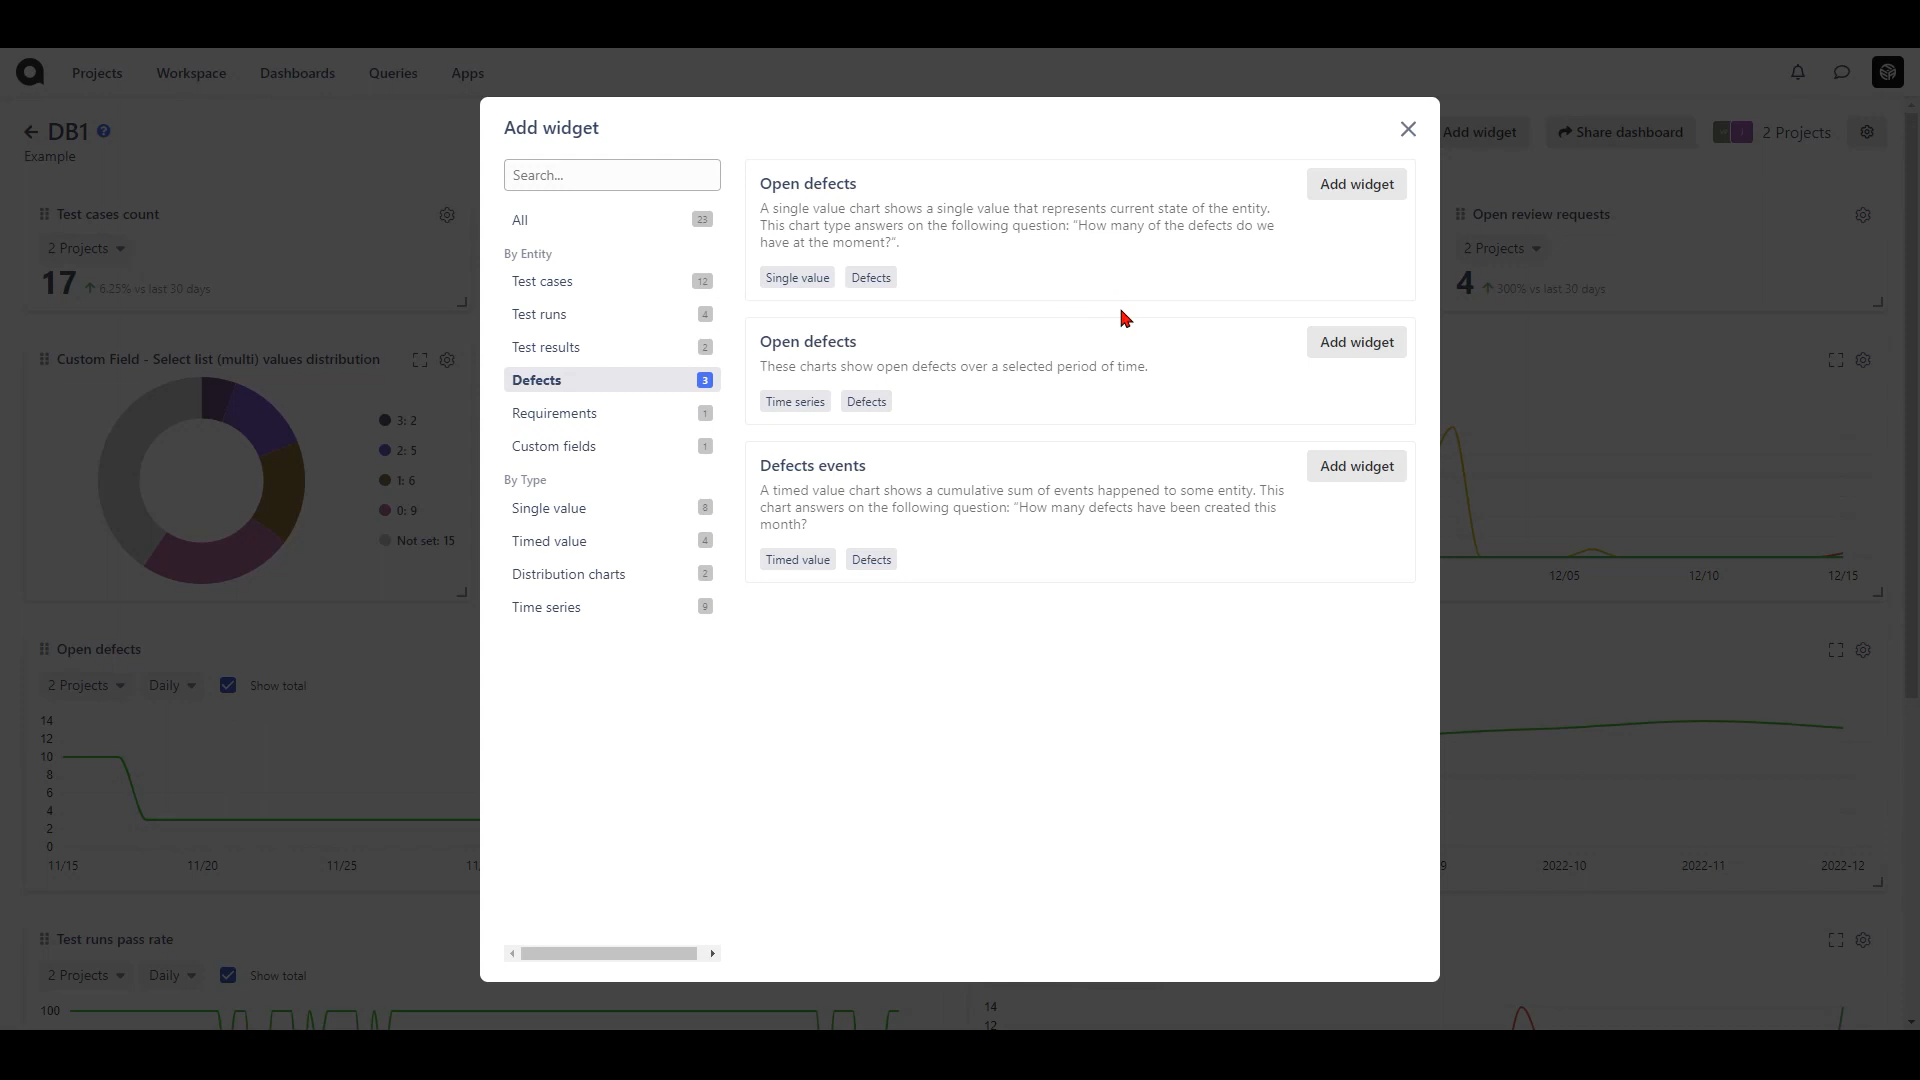 Projects
Workspace
Dashboards
Queries
Apps
DB1
?
Example
Add widget
Share dashboard
2 Projects
Test cases count
2 Projects
17
6.25% vs last 30 days
Open review requests
2 Projects
4
300% vs last 30 days
Custom Field - Select list (multi) values distribution
3: 2
2: 5
1: 6
0: 9
Not set: 15
12/05
12/10
12/15
Open defects
2 Projects
Daily
Show total
14
12
10
8
6
4
2
0
11/15
11/20
11/25
2022-10
2022-11
2022-12
Test runs pass rate
2 Projects
Daily
Show total
100
14
12
Add widget
Search...
All
23
By Entity
Test cases
12
Test runs
4
Test results
2
Defects
3
Requirements
1
Custom fields
1
By Type
Single value
8
Timed value
4
Distribution charts
2
Time series
9
Open defects
Add widget
A single value chart shows a single value that represents current state of the entity.
This chart type answers on the following question: "How many of the defects do we
have at the moment?".
Single value
Defects
Open defects
Add widget
These charts show open defects over a selected period of time.
Time series
Defects
Defects events
Add widget
A timed value chart shows a cumulative sum of events happened to some entity. This
chart answers on the following question: "How many defects have been created this
month?
Timed value
Defects